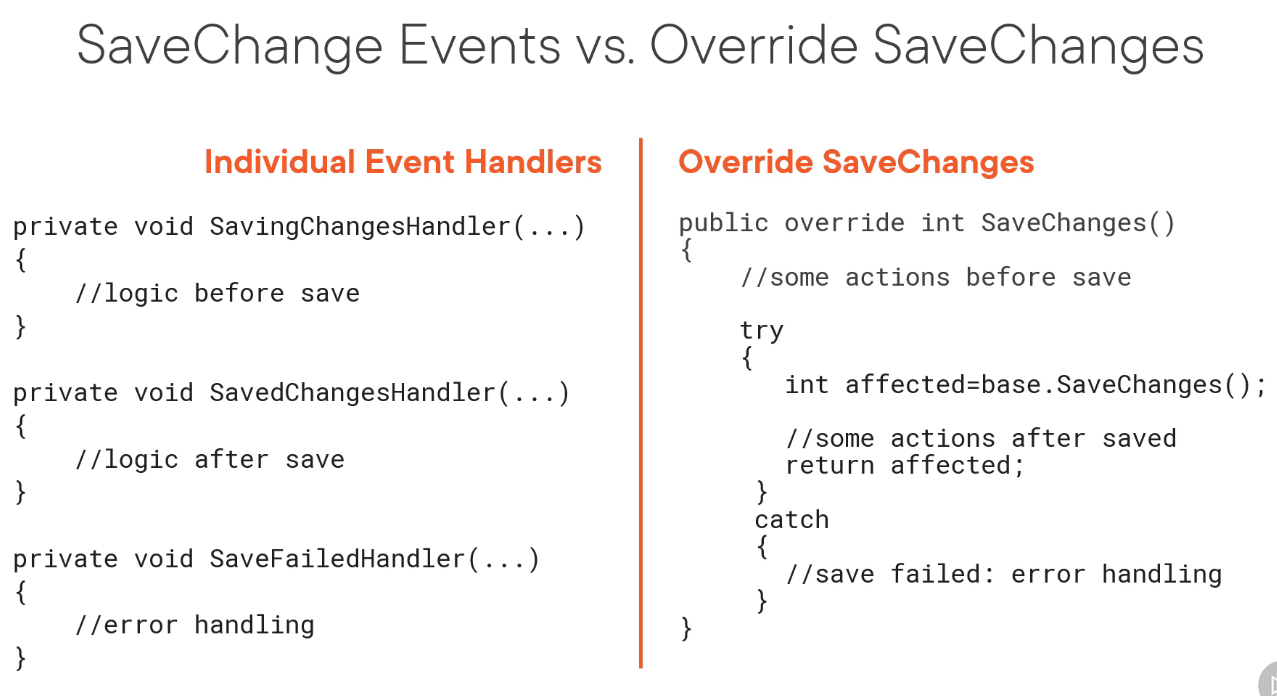 SaveChange Events vs. Override SaveChanges
Individual Event Handlers
private void SavingChangesHandler(...)
{
//logic before save
}
private void SavedChangesHandler(...)
{
//logic after save
}
private void SaveFailedHandler(...)
{
//error handling
}
Override SaveChanges
public override int SaveChanges()
{
//some actions before save
try
{
int affected=base.SaveChanges();
//some actions after saved
return affected;
}
catch
{
//save failed: error handling
}
}